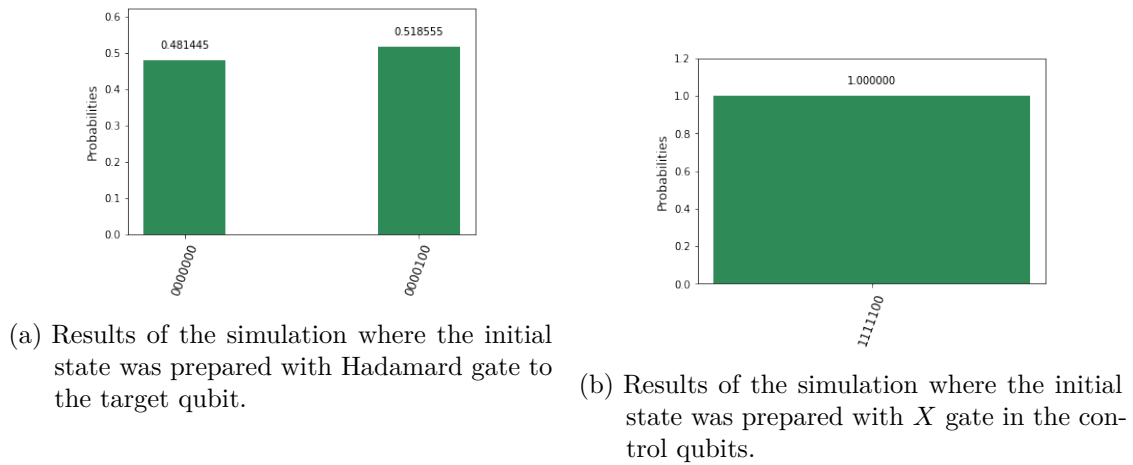 0.6
0.5
0.4
0.3
0.2
0.1
0.0
Probabilities
0.481445
0.518555
0000000
0000100
(a) Results of the simulation where the initial
state was prepared with Hadamard gate to
the target qubit.
1.2
1.0
0.8
0.6
0.4
0.2
0.0
Probabilities
1.000000
1111100
(b) Results of the simulation where the initial
state was prepared with X gate in the con-
trol qubits.